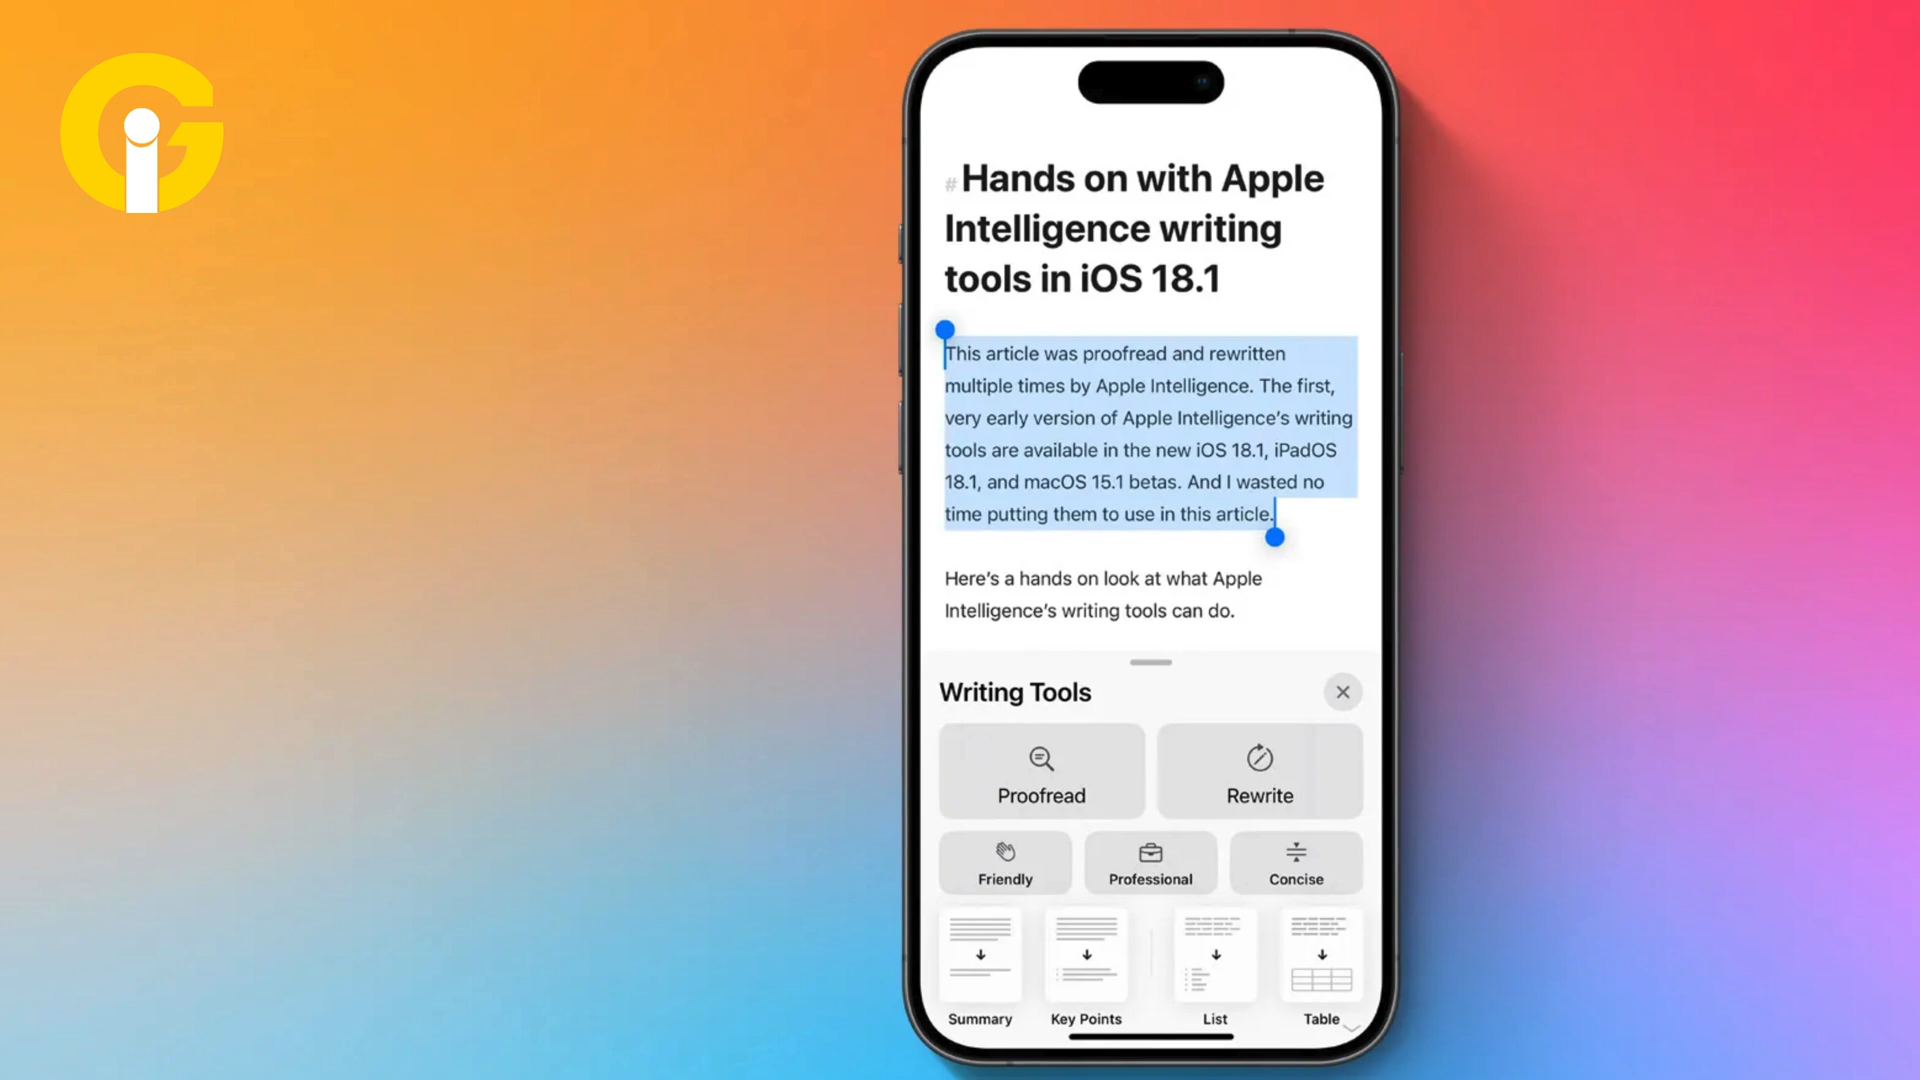 Gi
#Hands on with Apple
Intelligence writing
tools in iOS 18.1
This article was proofread and rewritten
multiple times by Apple Intelligence. The first,
very early version of Apple Intelligence’s writing
tools are available in the new iOS 18.1, iPadOS
18.1, and macOS 15.1 betas. And I wasted no
time putting them to use in this article.
Here’s a hands on look at what Apple
Intelligence’s writing tools can do.
Writing Tools
Proofread
Rewrite
Friendly
Professional
Concise
Summary
Key Points
List
Table